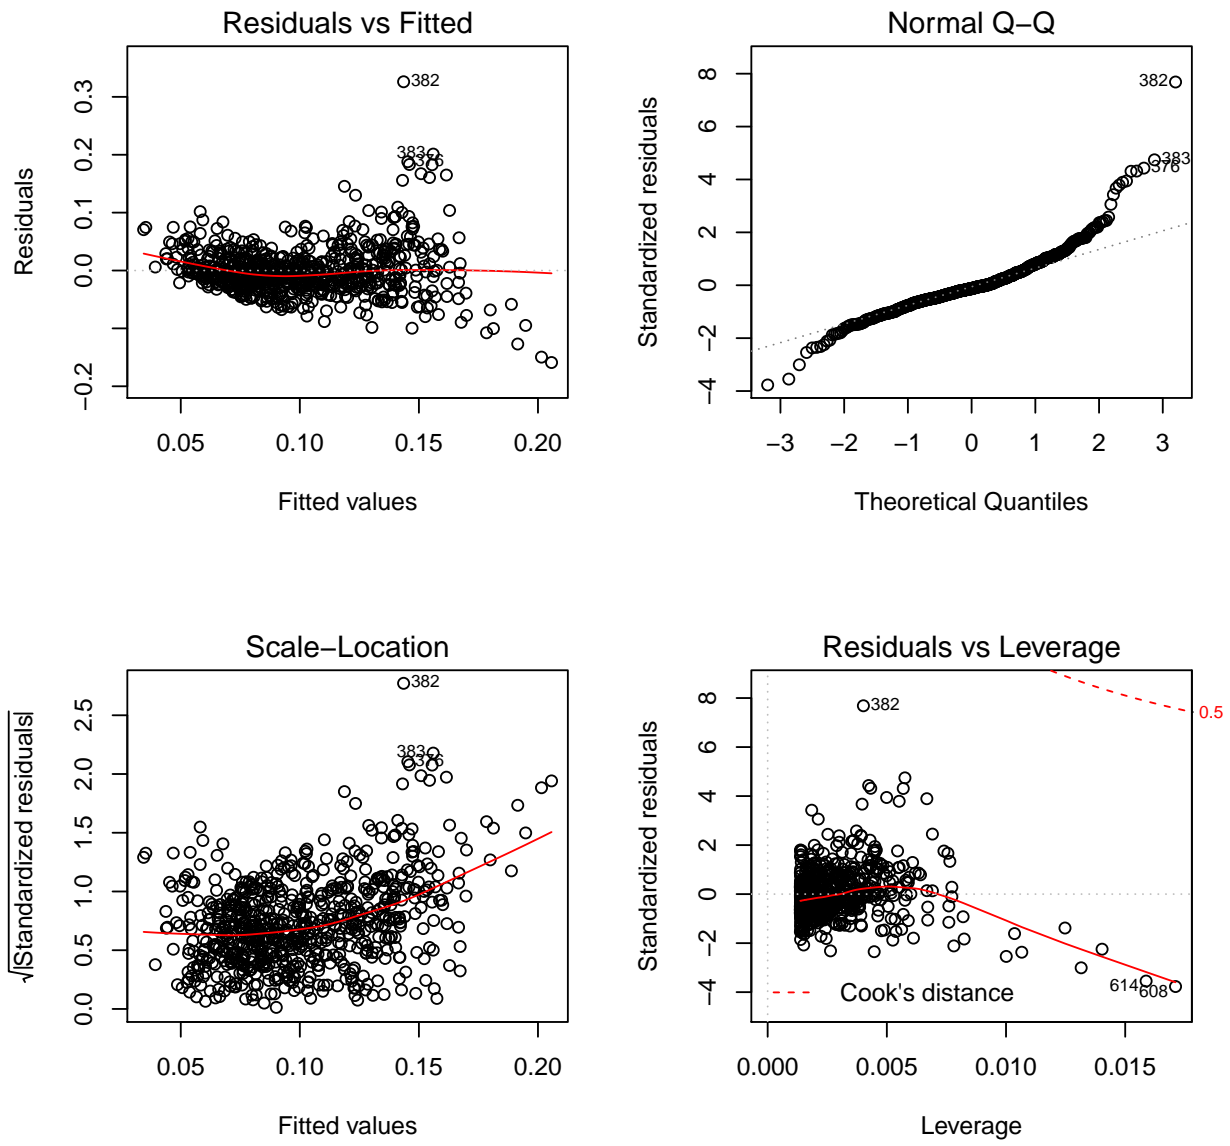 Residuals vs Fitted
Residuals
0.3
0.2
0.1
0.0
−0.2
382
383
376
0.05 0.10 0.15 0.20
Fitted values
Normal Q−Q
Standardized residuals
8
6
4
2
0
−2
−4
382
383
376
−3 −2 −1 0 1 2 3
Theoretical Quantiles
Scale−Location
√|Standardized residuals|
2.5
2.0
1.5
1.0
0.5
0.0
382
383
376
0.05 0.10 0.15 0.20
Fitted values
Residuals vs Leverage
Standardized residuals
8
6
4
2
0
−2
−4
382
0.5
614
608
Cook's distance
0.000 0.005 0.010 0.015
Leverage